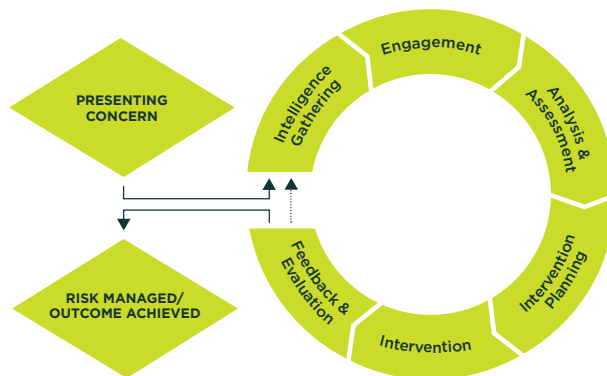 PRESENTING
CONCERN
Intelligence
Gathering
Engagement
Analysis &
Assessment
Intervention
Planning
Intervention
Feedback &
Evaluation
RISK MANAGED/
OUTCOME ACHIEVED